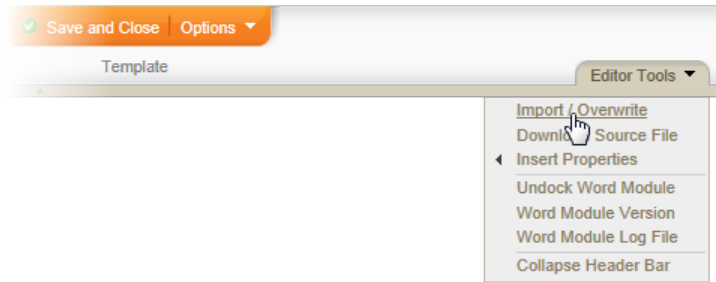 Save and Close Options
Template
Editor Tools
Import / Overwrite
Download Source File
Insert Properties
Undock Word Module
Word Module Version
Word Module Log File
Collapse Header Bar